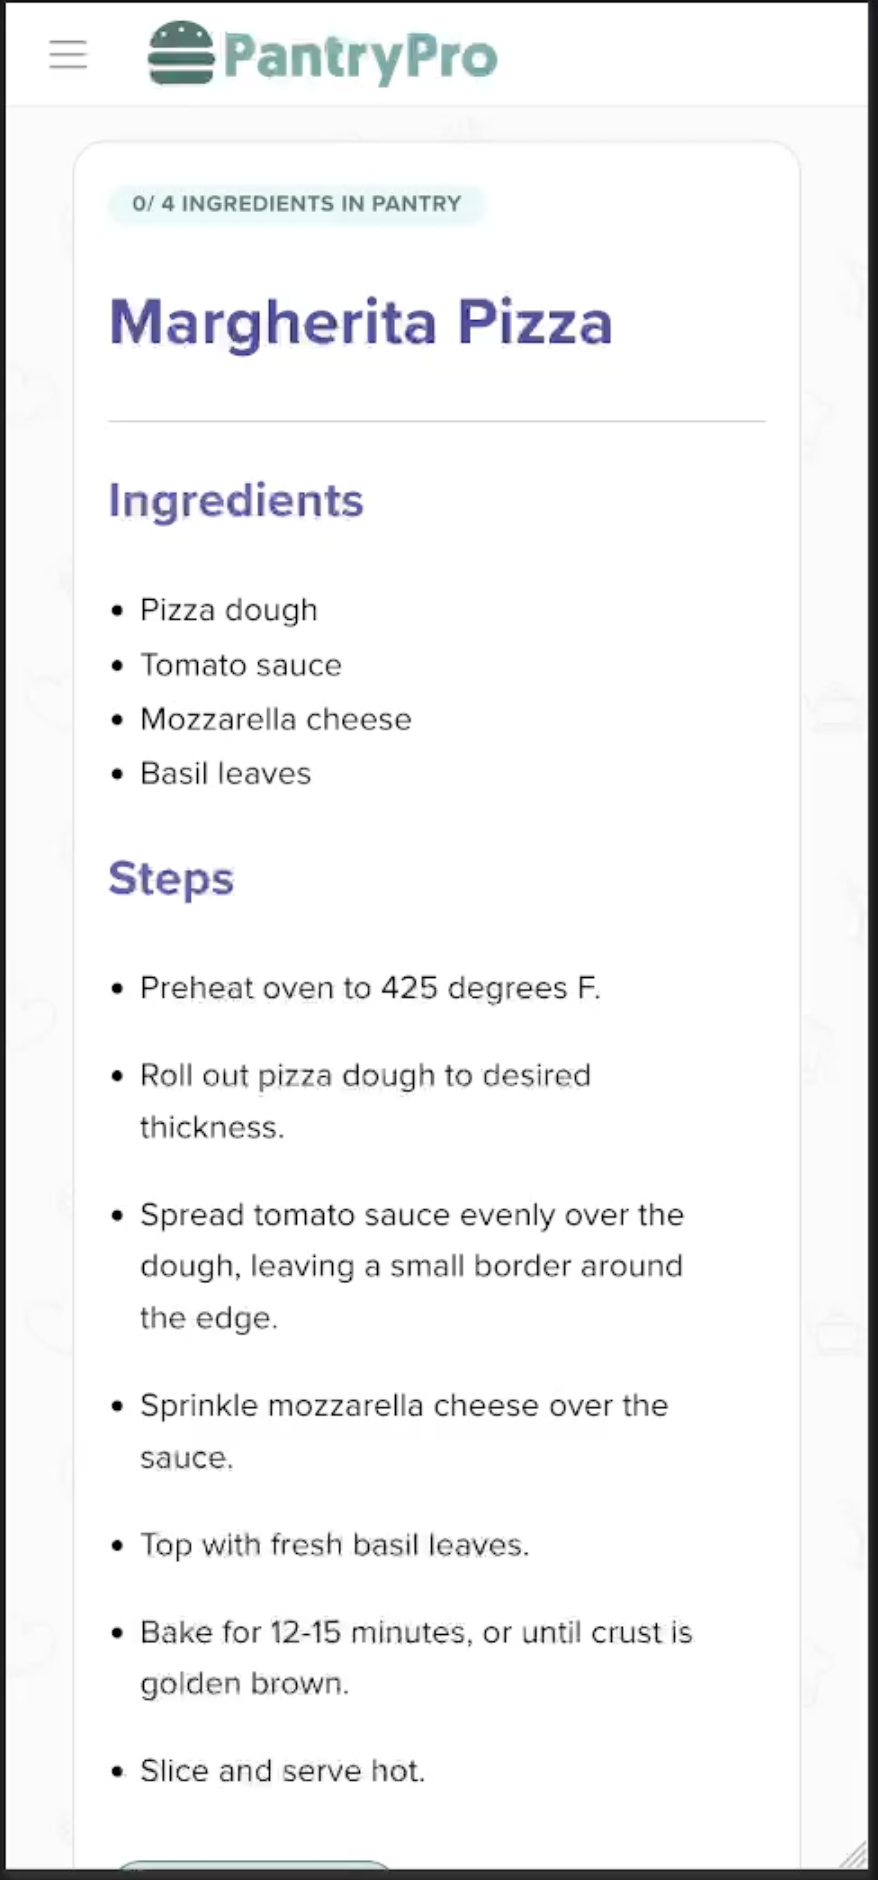 PantryPro
0/ 4 INGREDIENTS IN PANTRY
Margherita Pizza
Ingredients
• Pizza dough
• Tomato sauce
• Mozzarella cheese
• Basil leaves
Steps
• Preheat oven to 425 degrees F.
• Roll out pizza dough to desired
thickness.
• Spread tomato sauce evenly over the
dough, leaving a small border around
the edge.
• Sprinkle mozzarella cheese over the
sauce.
• Top with fresh basil leaves.
• Bake for 12-15 minutes, or until crust is
golden brown.
• Slice and serve hot.